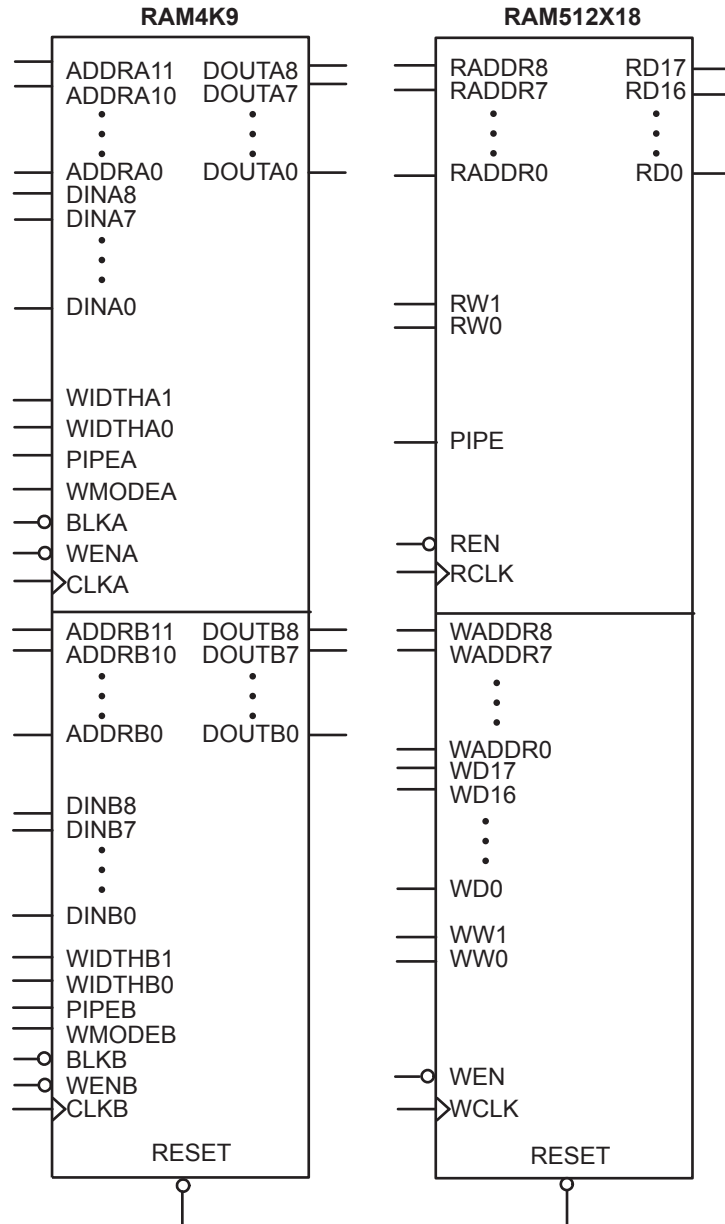 RAM4K9
ADDRA11 DOUTA8
ADDRA10 DOUTA7
ADDRA0 DOUTA0
DINA8
DINA7
DINA0
WIDTHA1
WIDTHA0
PIPEA
WMODEA
BLKA
WENA
CLKA
ADDRB11 DOUTB8
ADDRB10 DOUTB7
ADDRB0 DOUTB0
DINB8
DINB7
DINB0
WIDTHB1
WIDTHB0
PIPEB
WMODEB
BLKB
WENB
CLKB
RESET
RAM512X18
RADDR8 RD17
RADDR7 RD16
RADDR0 RD0
RW1
RW0
PIPE
REN
RCLK
WADDR8
WADDR7
WADDR0
WD17
WD16
WD0
WW1
WW0
WEN
WCLK
RESET